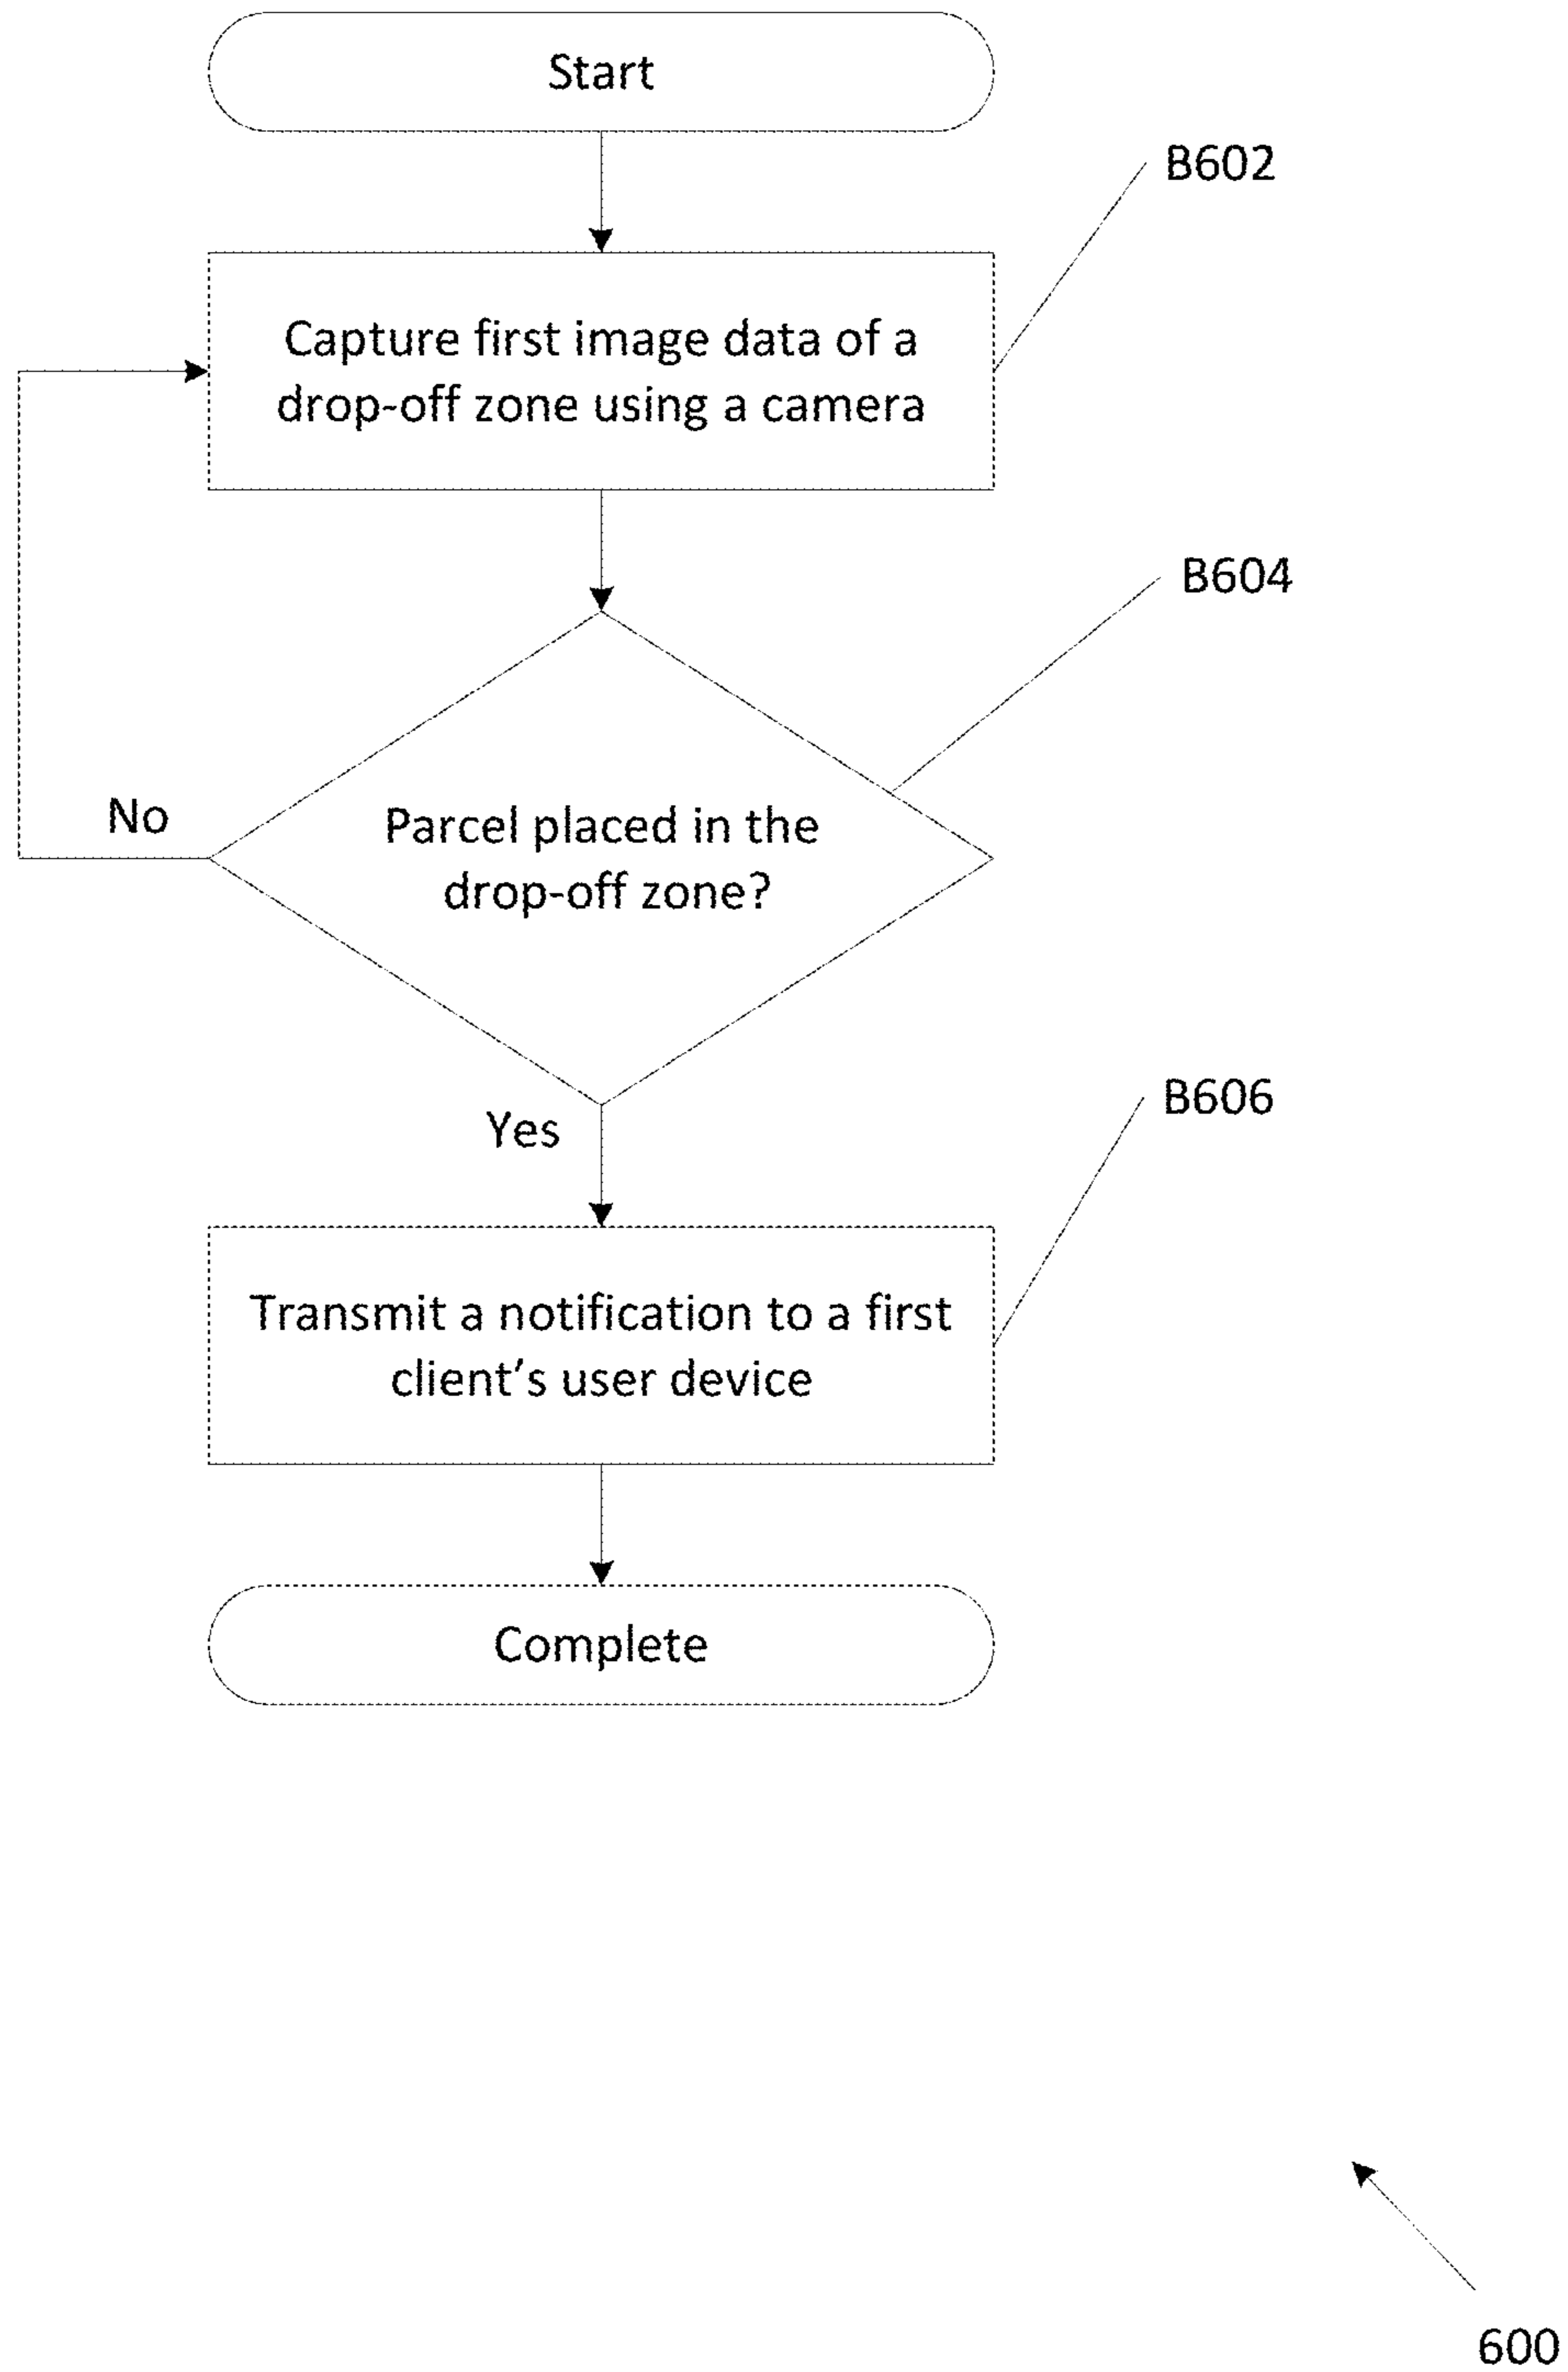 Start
B602
Capture first image data of a
drop-off zone using a camera
B604
No
Parcel placed in the
drop-off zone?
Yes
B606
Transmit a notification to a first
client's user device
Complete
600